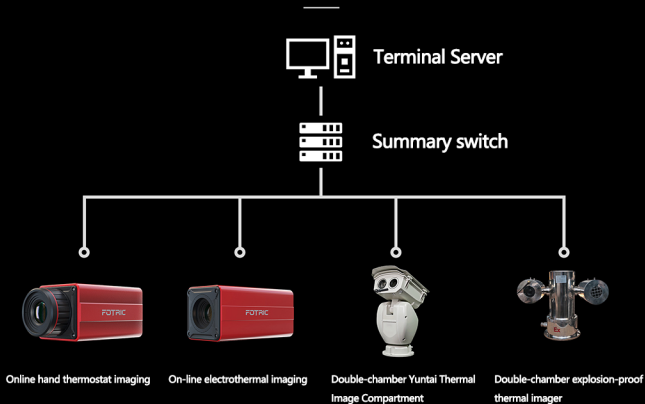 Terminal Server
Summary switch
FOTRIC
FOTRIC
Online hand thermostat imaging
On-line electrothermal imaging
Double-chamber Yuntai Thermal
Image Compartment
Double-chamber explosion-proof
thermal imager
Ex